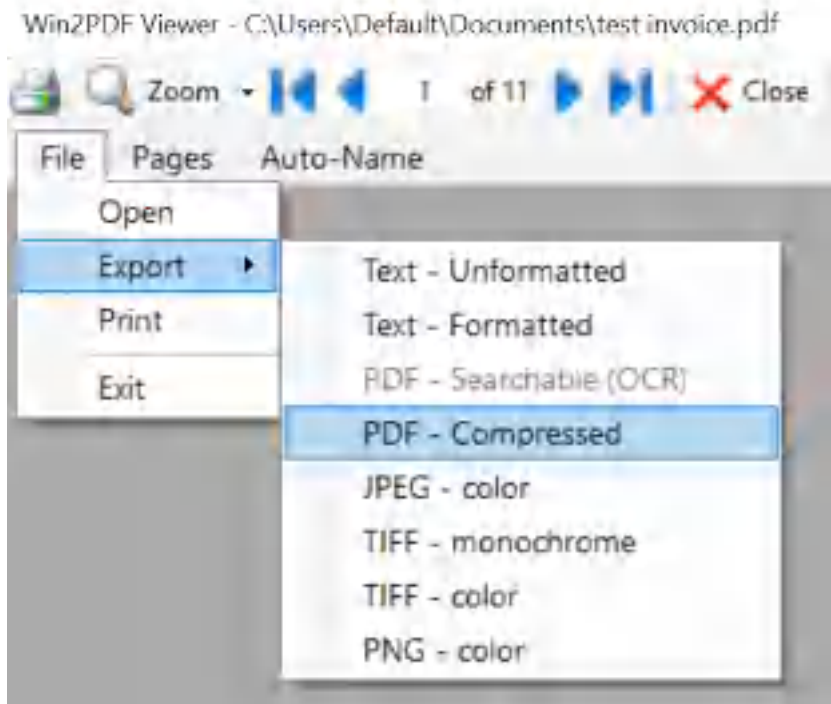 Win2PDF Viewer - C:\Users\Default\Documents\test invoice.pdf
Zoom 1 of 11 Close
File Pages Auto-Name
Open
Export
Print
Exit
Text - Unformatted
Text - Formatted
PDF - Searchable (OCR)
PDF - Compressed
JPEG - color
TIFF - monochrome
TIFF - color
PNG - color